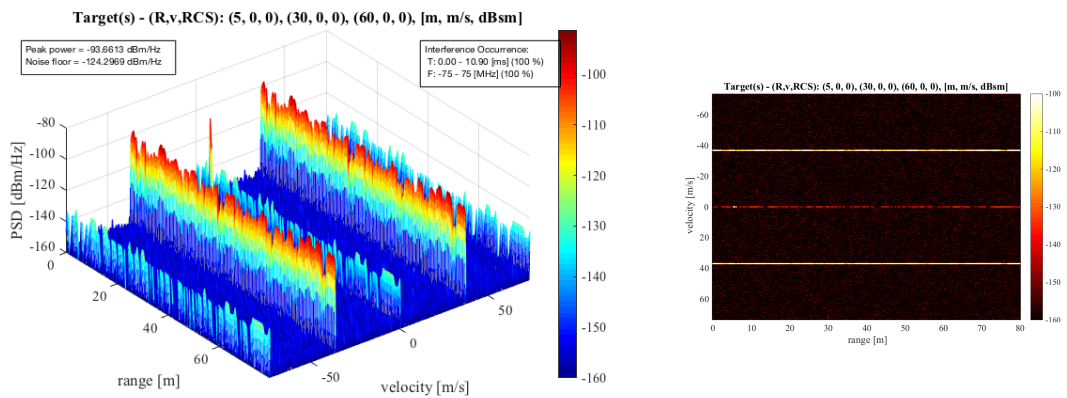 Target(s) - (R,v,RCS): (5, 0, 0), (30, 0, 0), (60, 0, 0), [m, m/s, dBsm]
Peak power = -93.6613 dBm/Hz
Noise floor = -124.2969 dBm/Hz
Interference Occurrence:
T: 0.00 - 10.90 [ms] (100 %)
F: -75 - 75 [MHz] (100 %)
-80
-100
-120
-140
-160
PSD [dBm/Hz]
0
20
40
60
range [m]
-50
0
50
velocity [m/s]
-100
-110
-120
-130
-140
-150
-160
Target(s) - (R,v,RCS): (5, 0, 0), (30, 0, 0), (60, 0, 0), [m, m/s, dBsm]
-60
-40
-20
0
20
40
60
velocity [m/s]
0 10 20 30 40 50 60 70 80
range [m]
-100
-110
-120
-130
-140
-150
-160